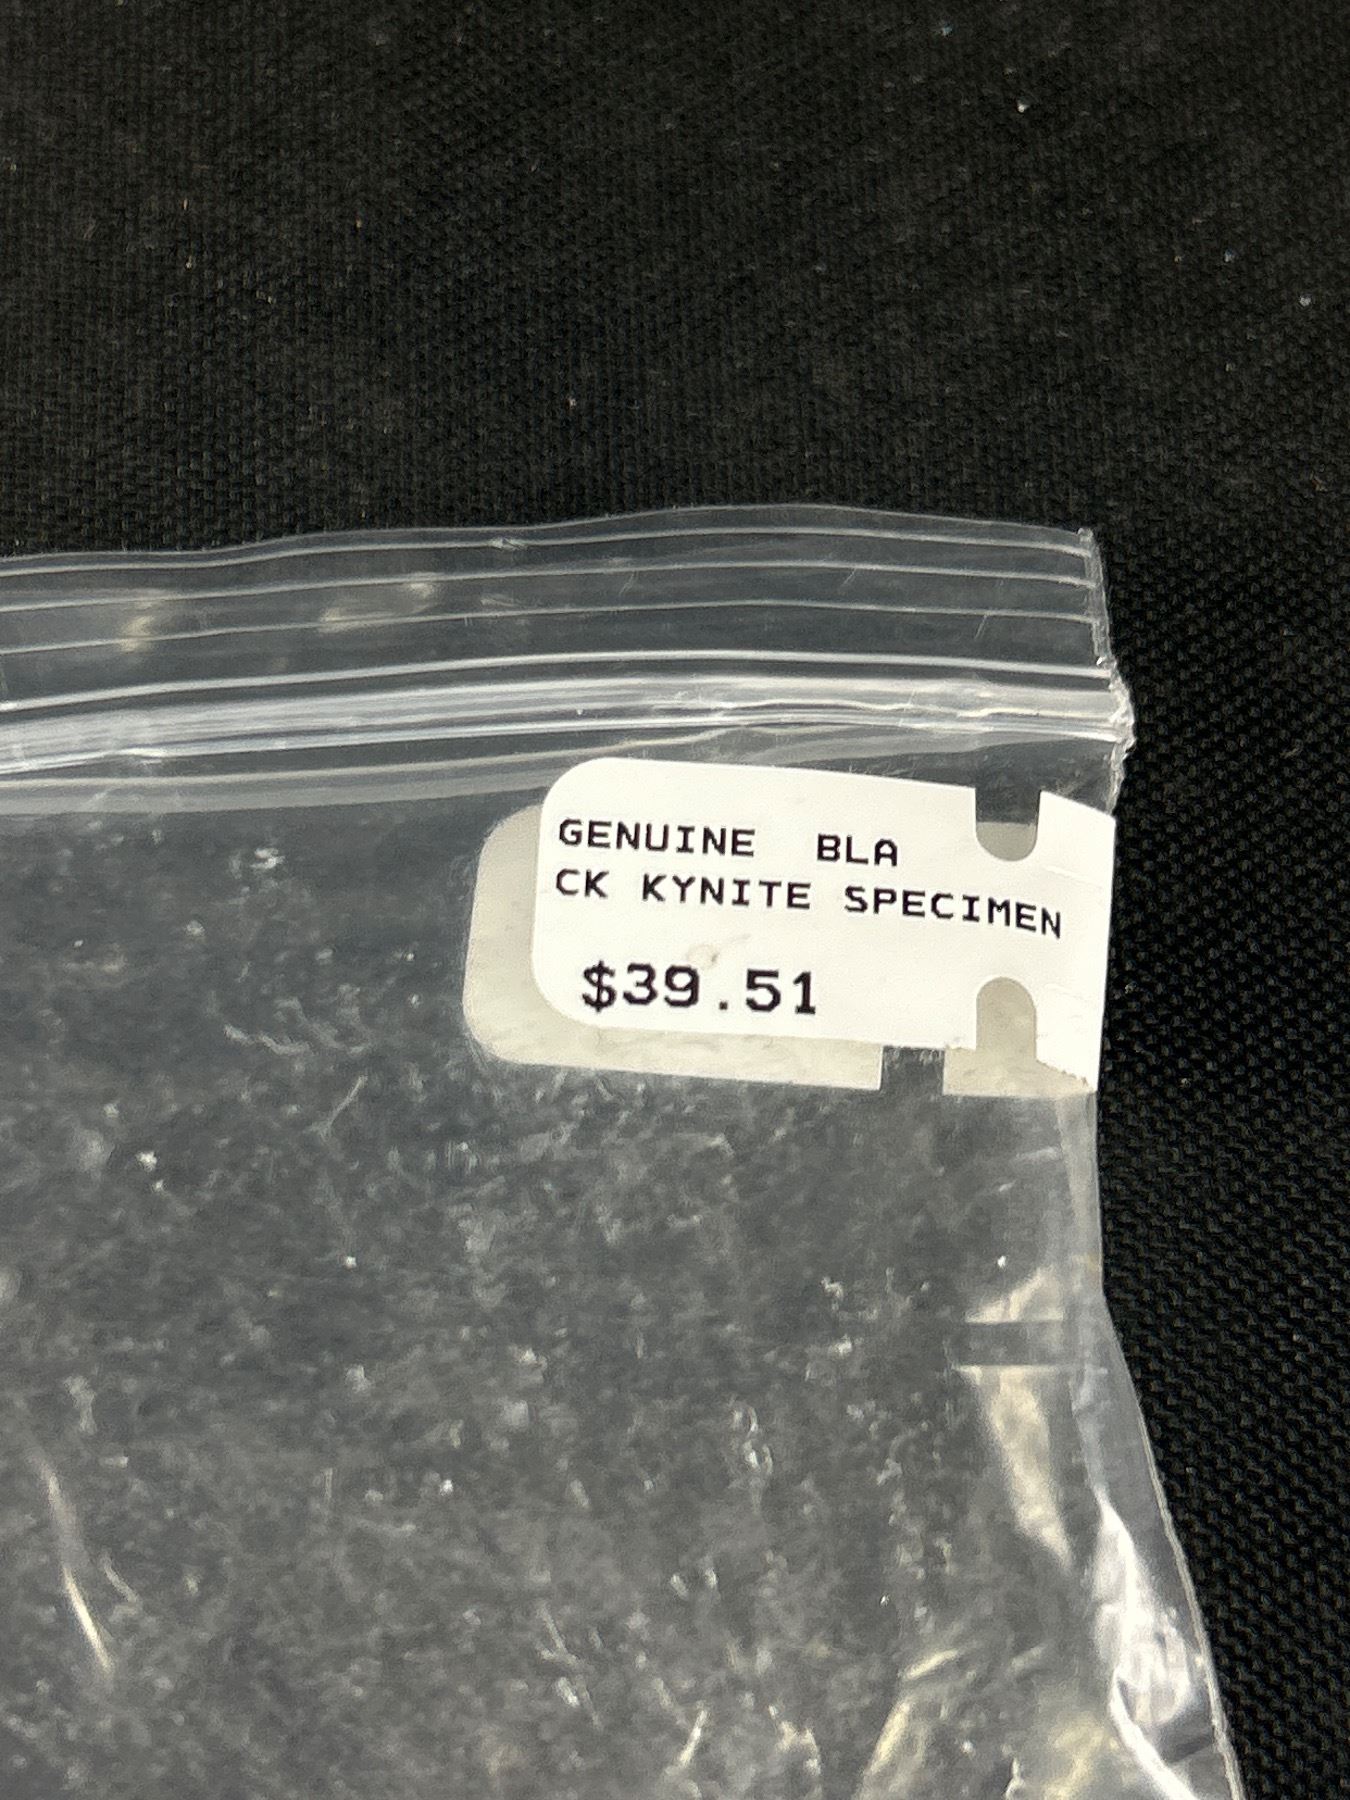 GENUINE BLA
CK KYNITE SPECIMEN
$39.51